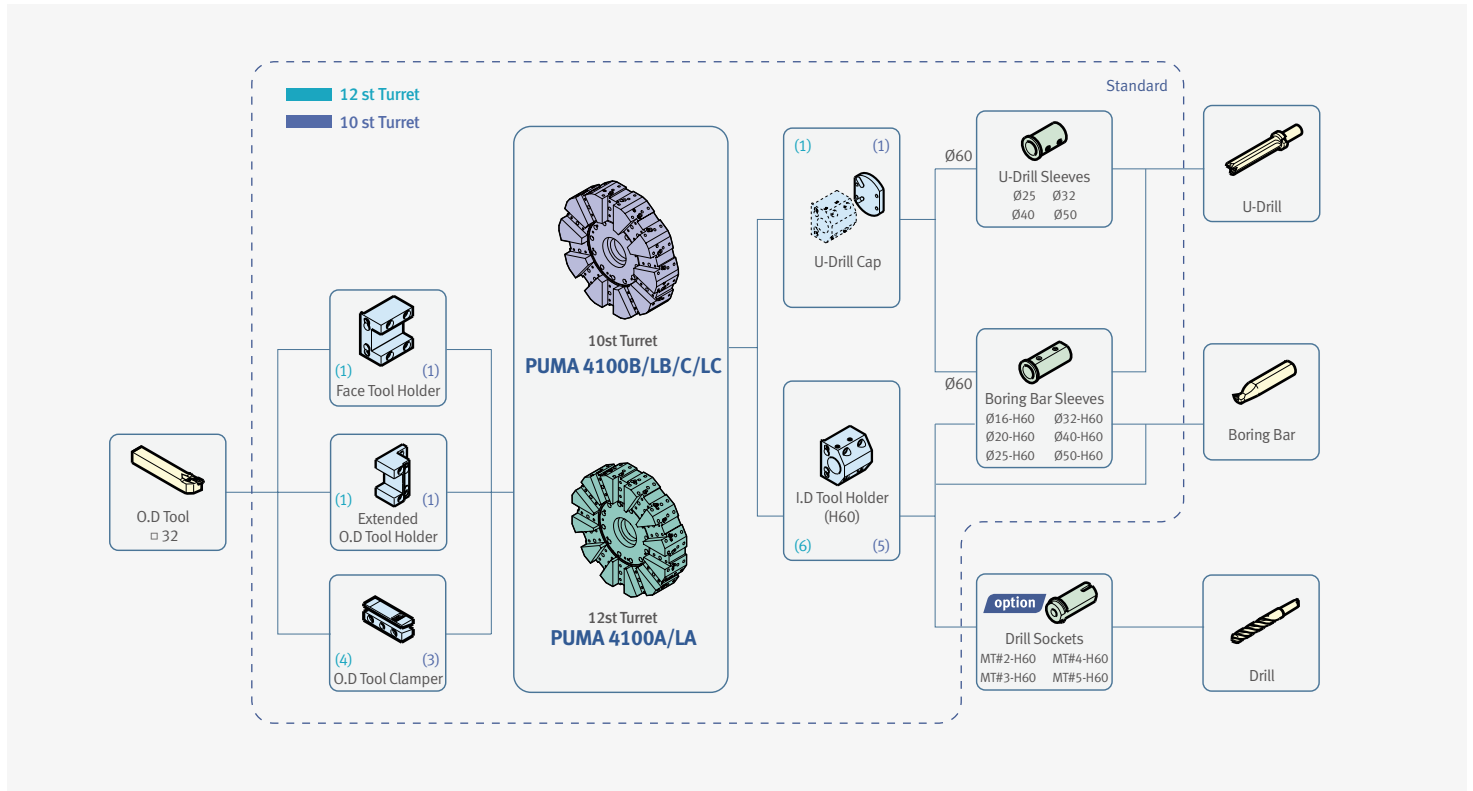 12 st Turret
10 st Turret
Standard
O.D Tool
□ 32
(1) (1)
Face Tool Holder
(1) (1)
Extended
O.D Tool Holder
(4) (3)
O.D Tool Clamper
10st Turret
PUMA 4100B/LB/C/LC
12st Turret
PUMA 4100A/LA
(1) (1)
U-Drill Cap
I.D Tool Holder
(H60)
(6) (5)
Ø60
U-Drill Sleeves
Ø25 Ø32
Ø40 Ø50
Ø60
Boring Bar Sleeves
Ø16-H60 Ø32-H60
Ø20-H60 Ø40-H60
Ø25-H60 Ø50-H60
option
Drill Sockets
MT#2-H60 MT#4-H60
MT#3-H60 MT#5-H60
U-Drill
Boring Bar
Drill